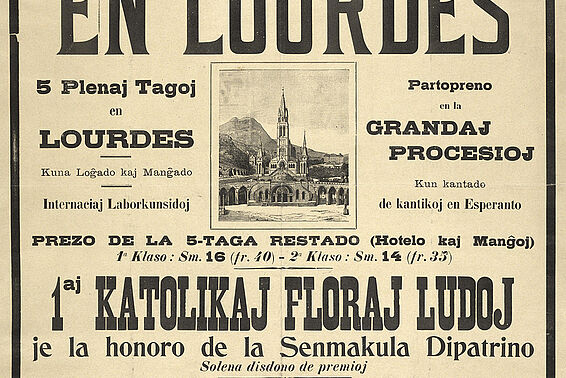 EN LOURDES
5 Plenaj Tagoj
en
LOURDES
Kuna Loĝado kaj Manĝado
Internaciaj Laborkunsidoj
Partopreno
en la
GRANDAJ
PROCESIOJ
Kun kantado
de kantikoj en Esperanto
PREZO DE LA 5-TAGA RESTADO (Hotelo kaj Manĝoj)
1ª Klaso : Sm. 16 (fr. 40) - 2ª Klaso : Sm. 14 (fr. 35)
1aj KATOLIKAJ FLORAJ LUDOJ
je la honoro de la Senmakula Dipatrino
Solena disdono de premioj